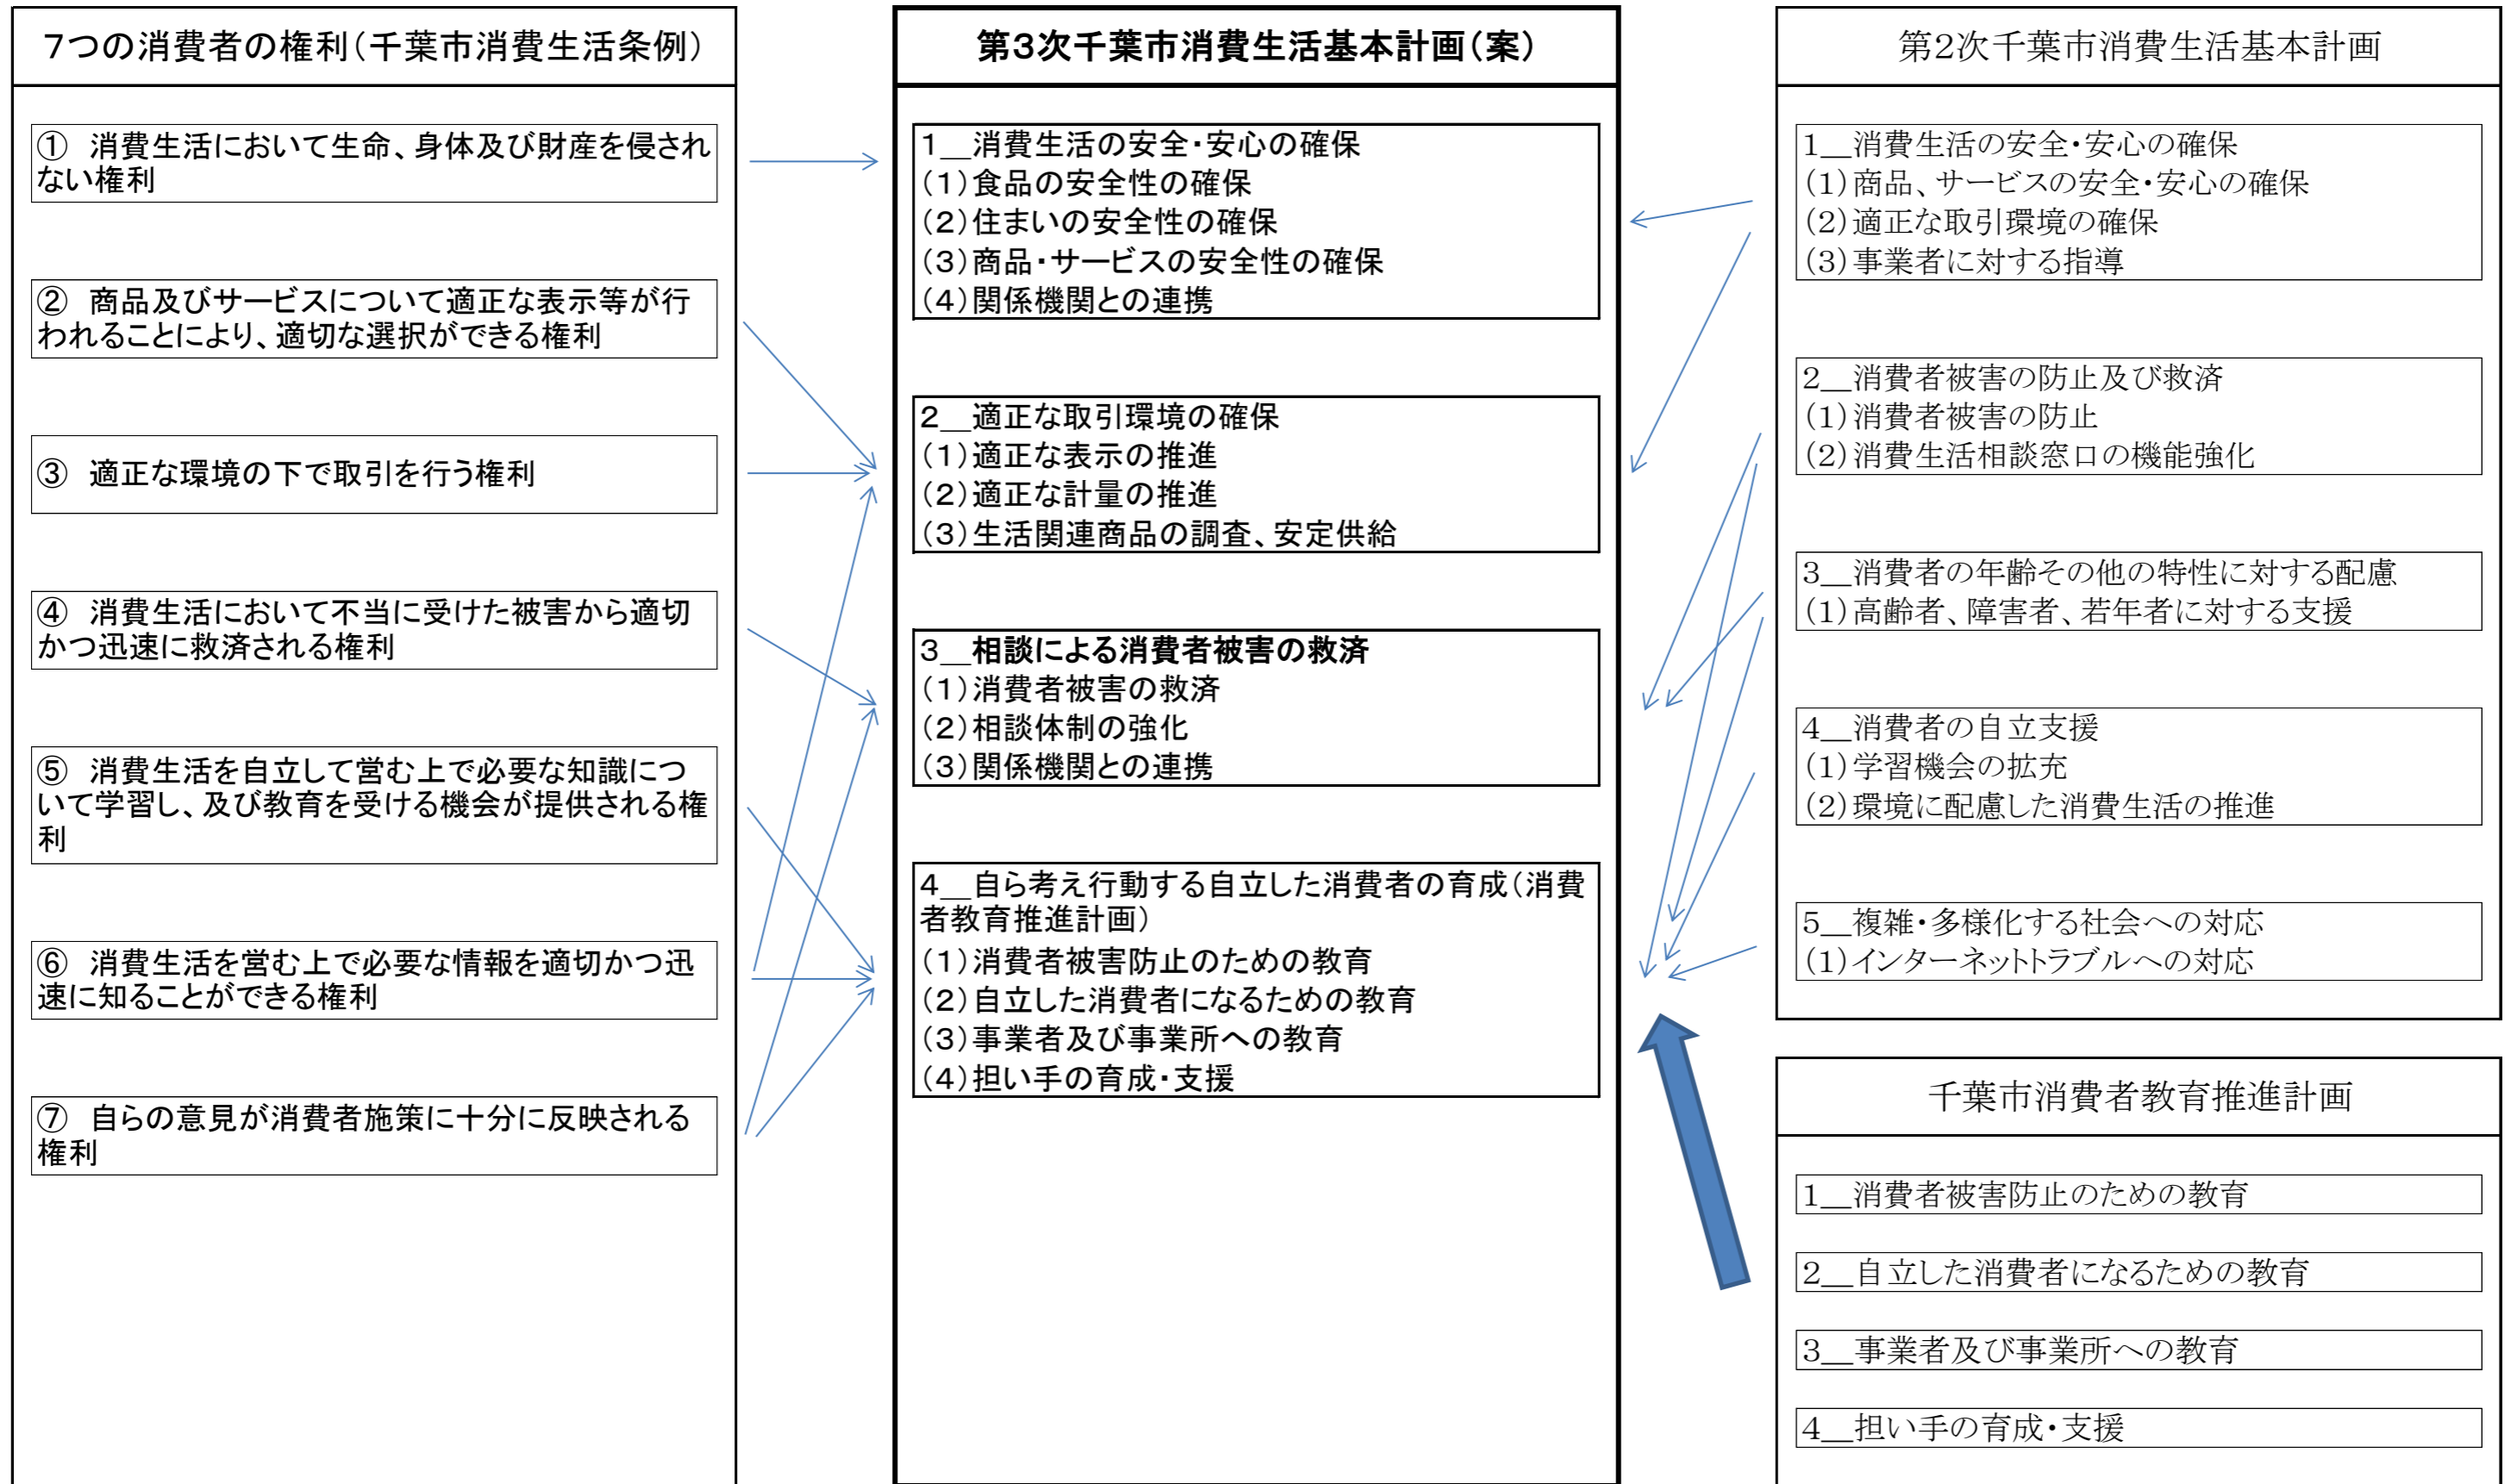 7つの消費者の権利(千葉市消費生活条例)
① 消費生活において生命、身体及び財産を侵され
ない権利
② 商品及びサービスについて適正な表示等が行
われることにより、適切な選択ができる権利
③ 適正な環境の下で取引を行う権利
④ 消費生活において不当に受けた被害から適切
かつ迅速に救済される権利
⑤ 消費生活を自立して営む上で必要な知識につ
いて学習し、及び教育を受ける機会が提供される権
利
⑥ 消費生活を営む上で必要な情報を適切かつ迅
速に知ることができる権利
⑦ 自らの意見が消費者施策に十分に反映される
権利
第3次千葉市消費生活基本計画(案)
1__消費生活の安全・安心の確保
(1)食品の安全性の確保
(2)住まいの安全性の確保
(3)商品・サービスの安全性の確保
(4)関係機関との連携
2__適正な取引環境の確保
(1)適正な表示の推進
(2)適正な計量の推進
(3)生活関連商品の調査、安定供給
3__相談による消費者被害の救済
(1)消費者被害の救済
(2)相談体制の強化
(3)関係機関との連携
4__自ら考え行動する自立した消費者の育成(消費
者教育推進計画)
(1)消費者被害防止のための教育
(2)自立した消費者になるための教育
(3)事業者及び事業所への教育
(4)担い手の育成・支援
第2次千葉市消費生活基本計画
1__消費生活の安全・安心の確保
(1)商品、サービスの安全・安心の確保
(2)適正な取引環境の確保
(3)事業者に対する指導
2__消費者被害の防止及び救済
(1)消費者被害の防止
(2)消費生活相談窓口の機能強化
3__消費者の年齢その他の特性に対する配慮
(1)高齢者、障害者、若年者に対する支援
4__消費者の自立支援
(1)学習機会の拡充
(2)環境に配慮した消費生活の推進
5__複雑・多様化する社会への対応
(1)インターネットトラブルへの対応
千葉市消費者教育推進計画
1__消費者被害防止のための教育
2__自立した消費者になるための教育
3__事業者及び事業所への教育
4__担い手の育成・支援